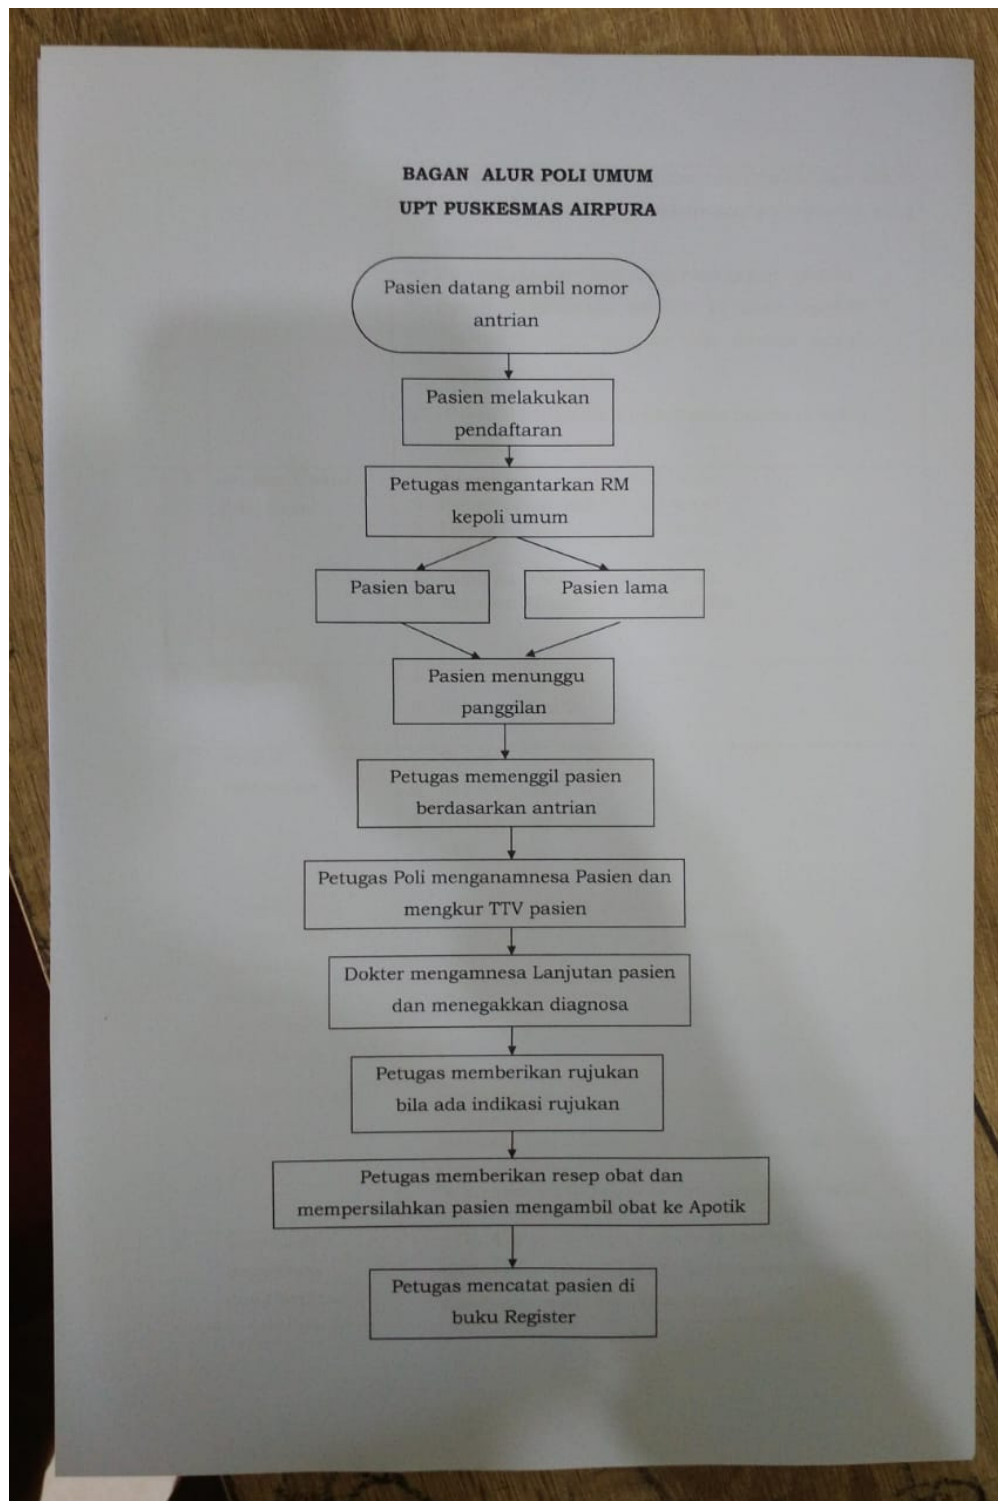 BAGAN ALUR POLI UMUM
UPT PUSKESMAS AIRPURA
Pasien datang ambil nomor
antrian
Pasien melakukan
pendaftaran
Petugas mengantarkan RM
kepoli umum
Pasien baru
Pasien lama
Pasien menunggu
panggilan
Petugas memenggil pasien
berdasarkan antrian
Petugas Poli menganamnesa Pasien dan
mengkur TTV pasien
Dokter mengamnesa Lanjutan pasien
dan menegakkan diagnosa
Petugas memberikan rujukan
bila ada indikasi rujukan
Petugas memberikan resep obat dan
mempersilahkan pasien mengambil obat ke Apotik
Petugas mencatat pasien di
buku Register